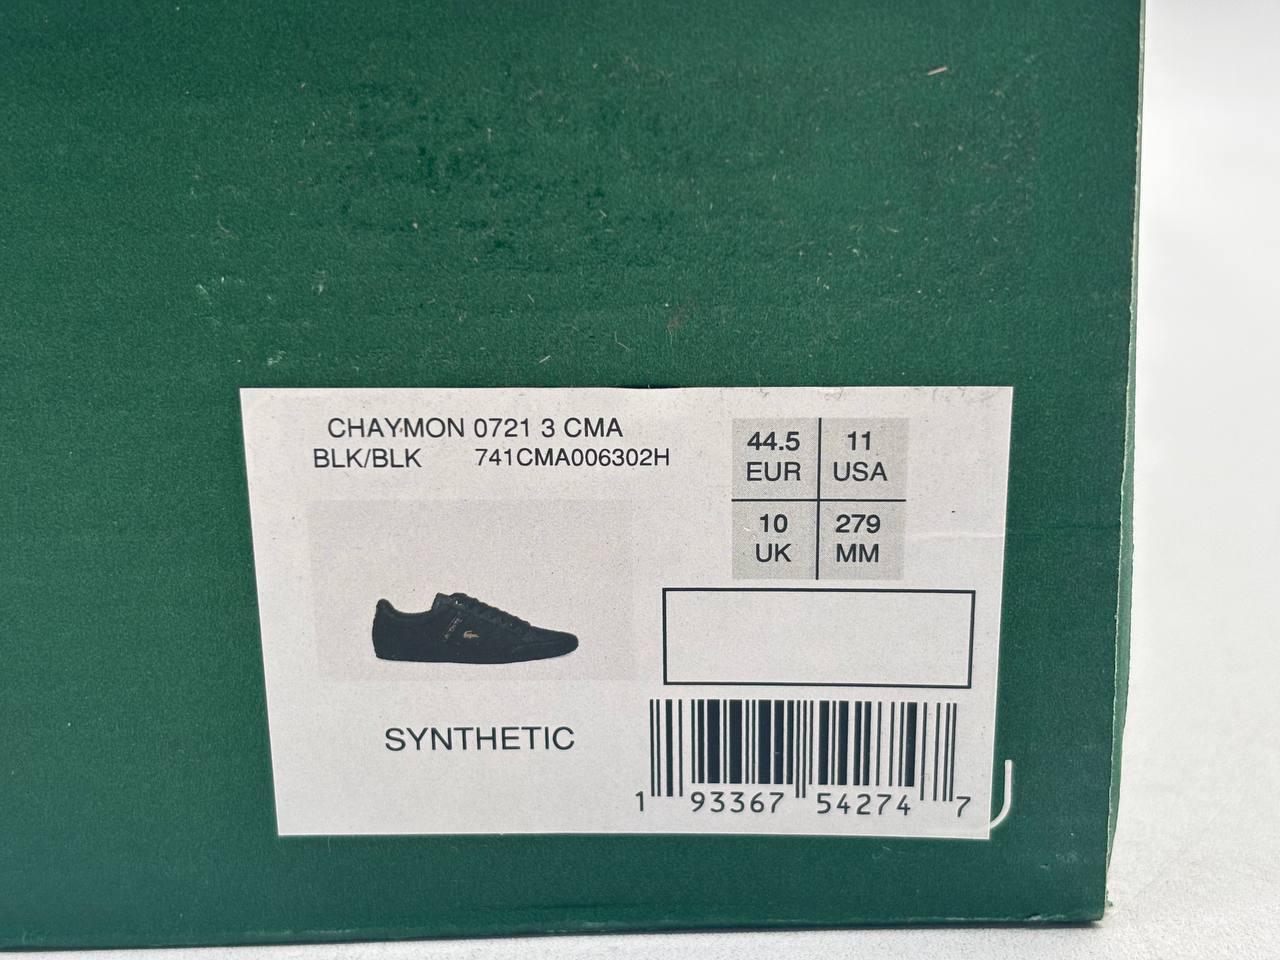 CHAYMON 0721 3 CMA
BLK/BLK 741CMA006302H
44.5 EUR
11 USA
10 UK
279 MM
SYNTHETIC
1 93367 54274 7